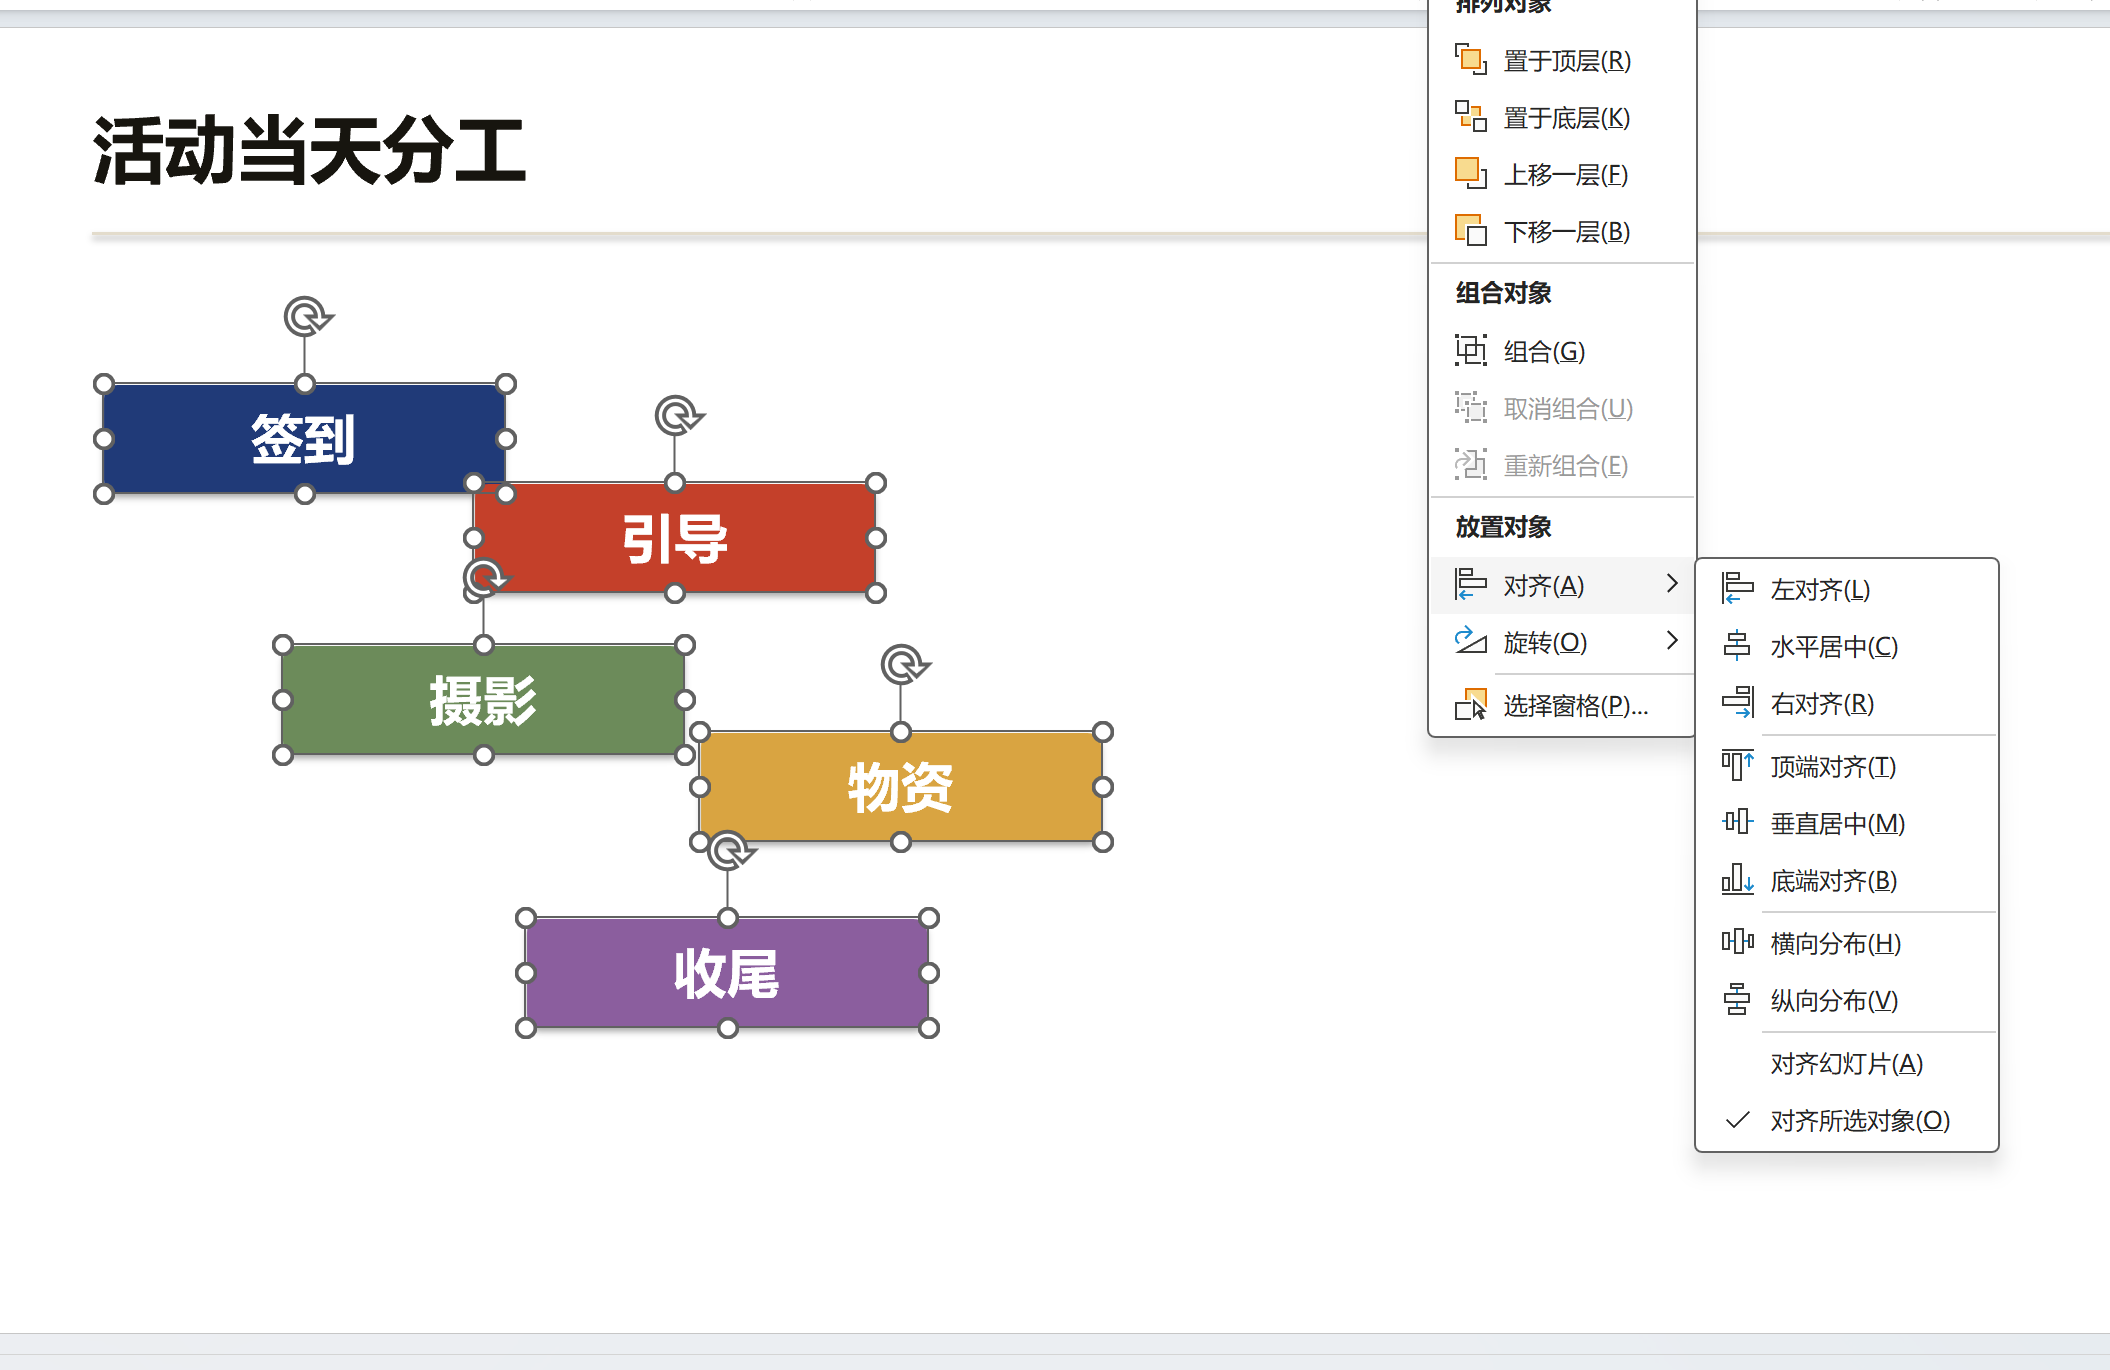 活动当天分工
签到
引导
摄影
物资
收尾
排列对象
置于顶层(R)
置于底层(K)
上移一层(F)
下移一层(B)
组合对象
组合(G)
取消组合(U)
重新组合(E)
放置对象
对齐(A)
旋转(O)
选择窗格(P)...
左对齐(L)
水平居中(C)
右对齐(R)
顶端对齐(T)
垂直居中(M)
底端对齐(B)
横向分布(H)
纵向分布(V)
对齐幻灯片(A)
对齐所选对象(O)